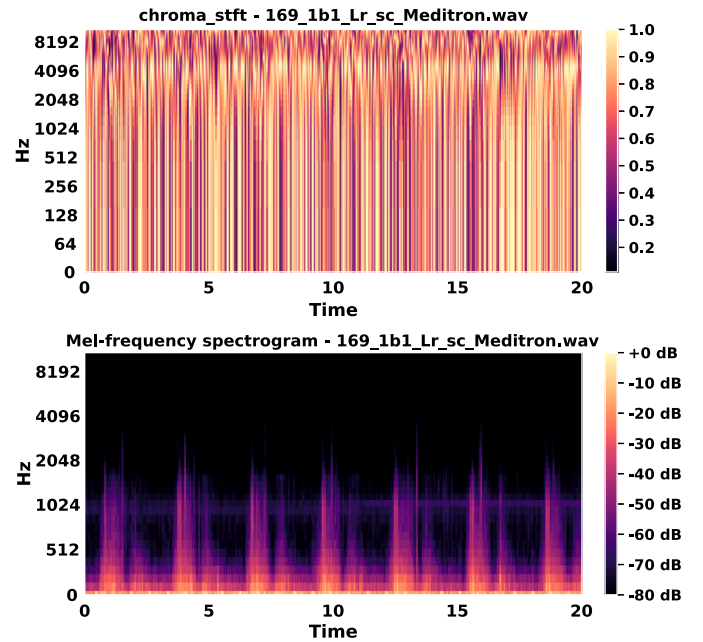 chroma_stft - 169_1b1_Lr_sc_Meditron.wav
8192
4096
2048
1024
512
256
128
64
0
Hz
0 5 10 15 20
Time
1.0
0.9
0.8
0.7
0.6
0.5
0.4
0.3
0.2
Mel-frequency spectrogram - 169_1b1_Lr_sc_Meditron.wav
8192
4096
2048
1024
512
0
Hz
0 5 10 15 20
Time
+0 dB
-10 dB
-20 dB
-30 dB
-40 dB
-50 dB
-60 dB
-70 dB
-80 dB